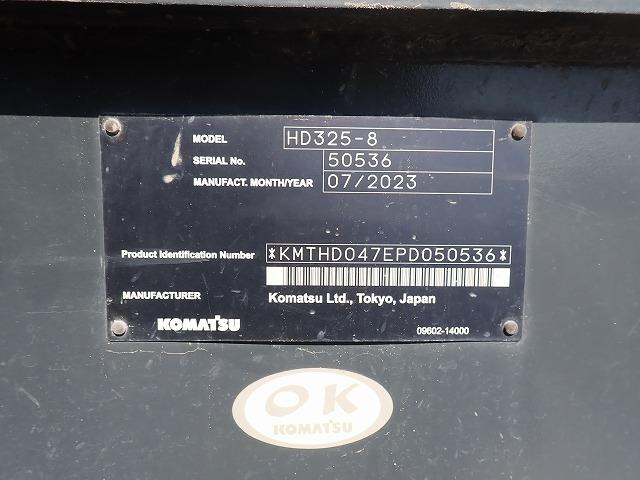 MODEL HD325-8
SERIAL No. 50536
MANUFACT. MONTH/YEAR 07/2023
Product Identification Number *KMTHD047EPD050536*
MANUFACTURER Komatsu Ltd., Tokyo, Japan
KOMATSU 09602-14000
OK
KOMATSU